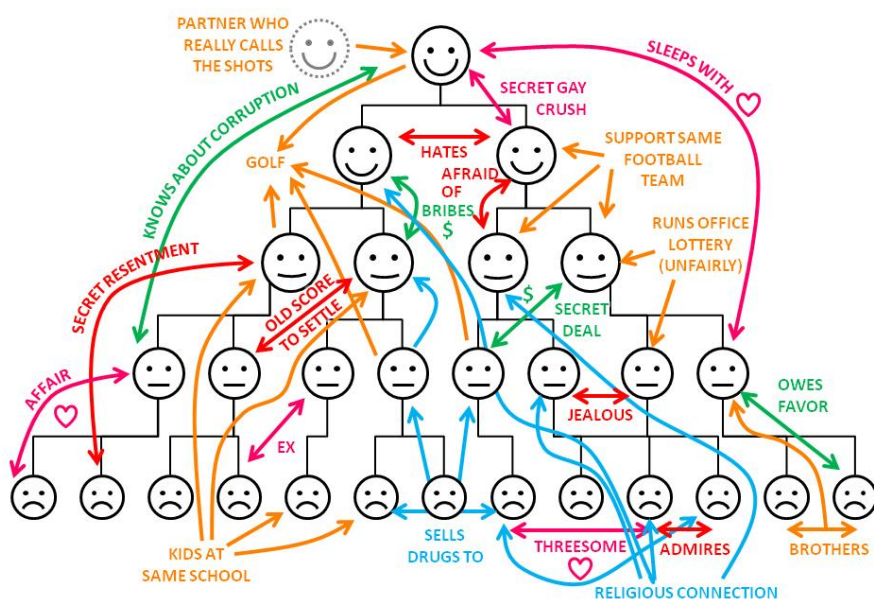 PARTNER WHO
REALLY CALLS
THE SHOTS
SLEEPS WITH
SECRET GAY
CRUSH
KNOWS ABOUT CORRUPTION
GOLF
HATES
SUPPORT SAME
FOOTBALL
TEAM
AFRAID
OF
BRIBES
$
RUNS OFFICE
LOTTERY
(UNFAIRLY)
SECRET RESENTMENT
OLD SCORE
TO SETTLE
$
SECRET
DEAL
AFFAIR
JEALOUS
OWES
FAVOR
EX
KIDS AT
SAME SCHOOL
SELLS
DRUGS TO
THREESOME
ADMIRES
BROTHERS
RELIGIOUS CONNECTION